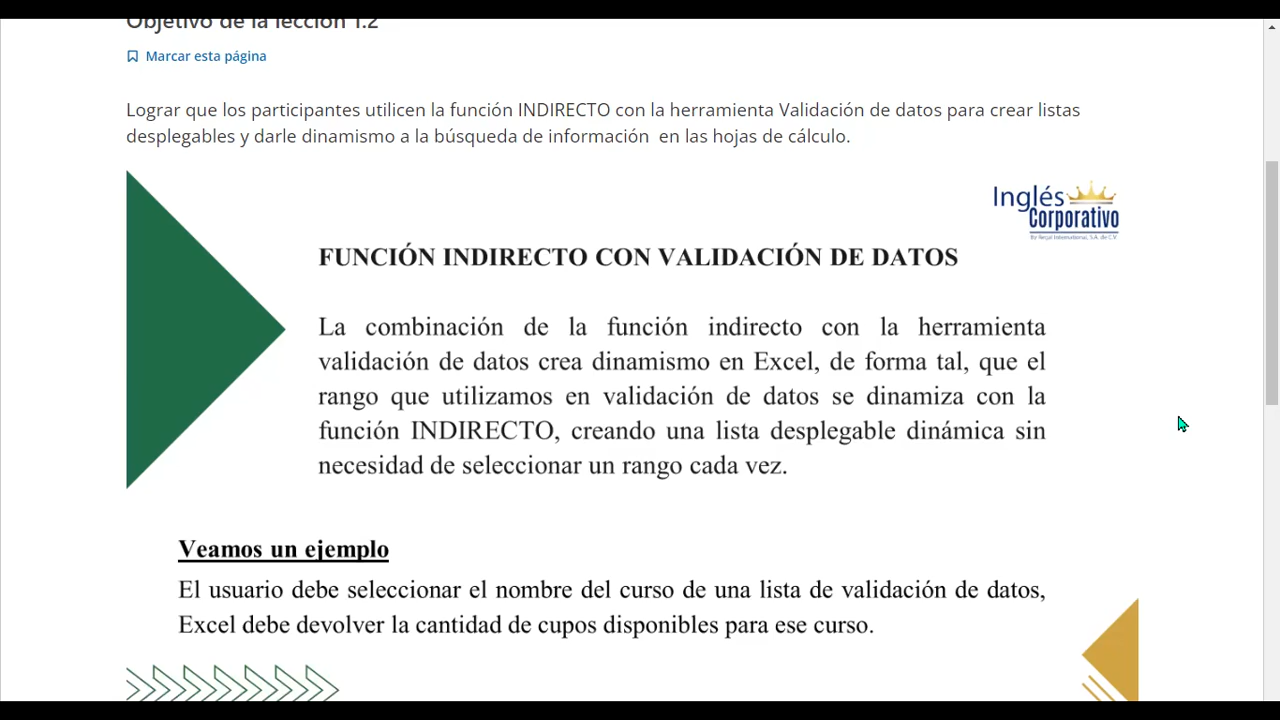 Objetivo de la lección 1.2
Marcar esta página
Lograr que los participantes utilicen la función INDIRECTO con la herramienta Validación de datos para crear listas
desplegables y darle dinamismo a la búsqueda de información en las hojas de cálculo.
Inglés
Corporativo
By Regal International, S.A. de C.V.
FUNCIÓN INDIRECTO CON VALIDACIÓN DE DATOS
La combinación de la función indirecto con la herramienta
validación de datos crea dinamismo en Excel, de forma tal, que el
rango que utilizamos en validación de datos se dinamiza con la
función INDIRECTO, creando una lista desplegable dinámica sin
necesidad de seleccionar un rango cada vez.
Veamos un ejemplo
El usuario debe seleccionar el nombre del curso de una lista de validación de datos,
Excel debe devolver la cantidad de cupos disponibles para ese curso.